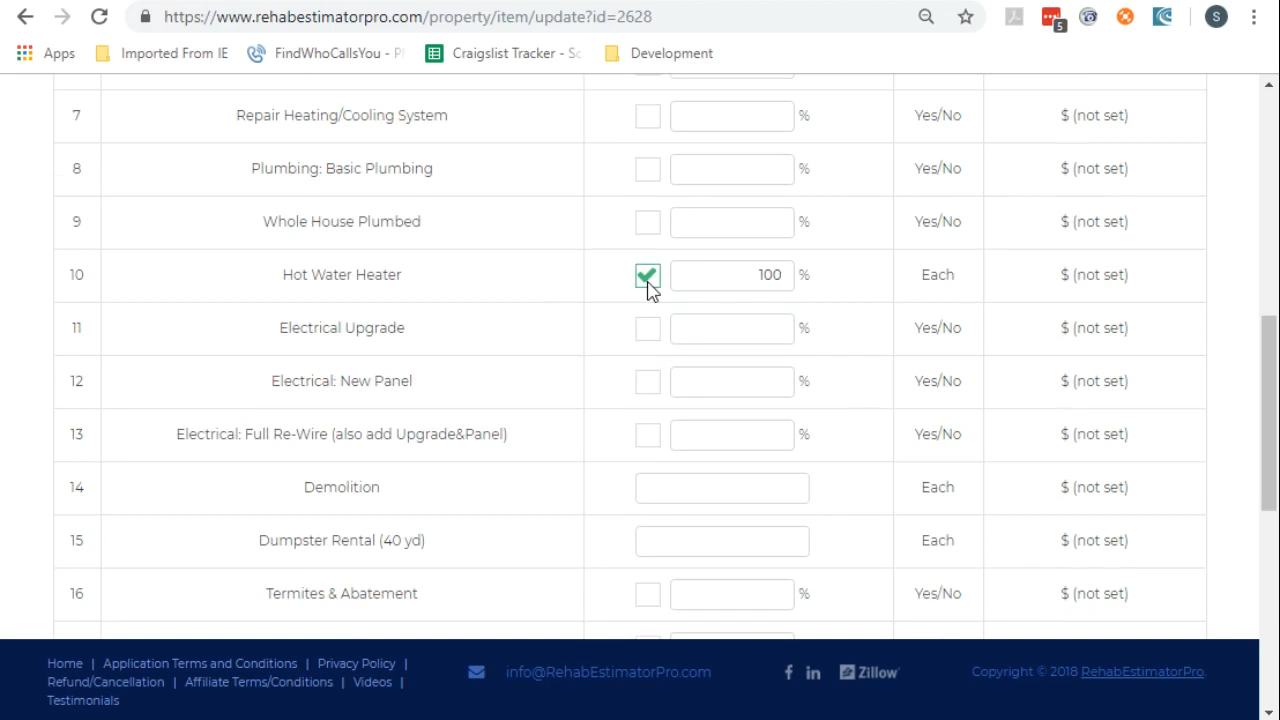 https://www.rehabestimatorpro.com/property/item/update?id=2628
5
S
Apps Imported From IE FindWhoCallsYou - Craigslist Tracker - Development
7 Repair Heating/Cooling System % Yes/No $ (not set)
8 Plumbing: Basic Plumbing % Yes/No $ (not set)
9 Whole House Plumbed % Yes/No $ (not set)
10 Hot Water Heater 100 % Each $ (not set)
11 Electrical Upgrade % Yes/No $ (not set)
12 Electrical: New Panel % Yes/No $ (not set)
13 Electrical: Full Re-Wire (also add Upgrade&Panel) % Yes/No $ (not set)
14 Demolition Each $ (not set)
15 Dumpster Rental (40 yd) Each $ (not set)
16 Termites & Abatement % Yes/No $ (not set)
Home | Application Terms and Conditions | Privacy Policy |
Refund/Cancellation | Affiliate Terms/Conditions | Videos |
Testimonials
info@RehabEstimatorPro.com
f in Zillow
Copyright © 2018 RehabEstimatorPro.